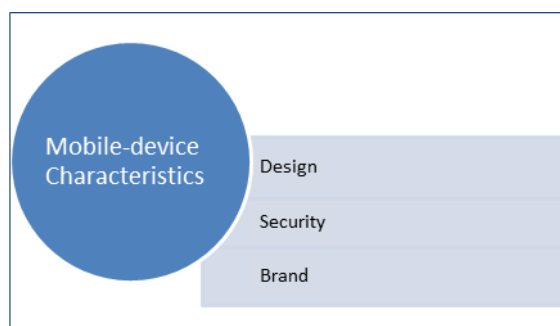 Mobile-device
Characteristics
Design
Security
Brand